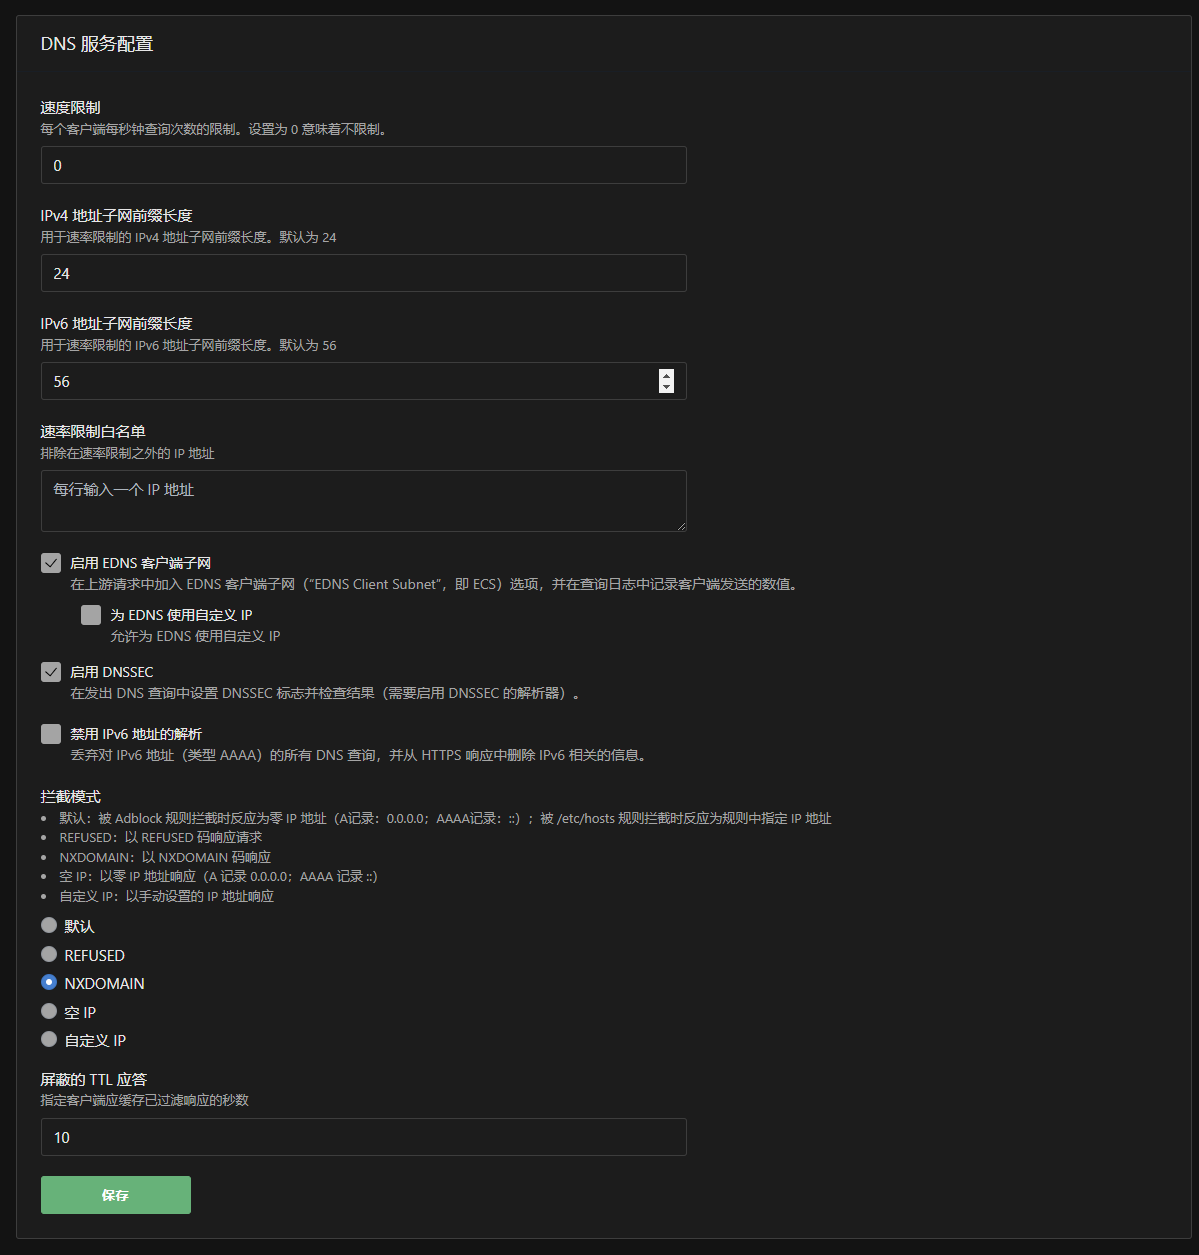 DNS 服务配置
速度限制
每个客户端每秒钟查询次数的限制。设置为 0 意味着不限制。
0
IPv4 地址子网前缀长度
用于速率限制的 IPv4 地址子网前缀长度。默认为 24
24
IPv6 地址子网前缀长度
用于速率限制的 IPv6 地址子网前缀长度。默认为 56
56
速率限制白名单
排除在速率限制之外的 IP 地址
每行输入一个 IP 地址
启用 EDNS 客户端子网
在上游请求中加入 EDNS 客户端子网（“EDNS Client Subnet”，即 ECS）选项，并在查询日志中记录客户端发送的数值。
为 EDNS 使用自定义 IP
允许为 EDNS 使用自定义 IP
启用 DNSSEC
在发出 DNS 查询中设置 DNSSEC 标志并检查结果（需要启用 DNSSEC 的解析器）。
禁用 IPv6 地址的解析
丢弃对 IPv6 地址（类型 AAAA）的所有 DNS 查询，并从 HTTPS 响应中删除 IPv6 相关的信息。
拦截模式
• 默认：被 Adblock 规则拦截时反应为零 IP 地址（A记录：0.0.0.0；AAAA记录：::）；被 /etc/hosts 规则拦截时反应为规则中指定 IP 地址
• REFUSED：以 REFUSED 码响应请求
• NXDOMAIN：以 NXDOMAIN 码响应
• 空 IP：以零 IP 地址响应（A 记录 0.0.0.0；AAAA 记录 ::）
• 自定义 IP：以手动设置的 IP 地址响应
默认
REFUSED
NXDOMAIN
空 IP
自定义 IP
屏蔽的 TTL 应答
指定客户端应缓存已过滤响应的秒数
10
保存